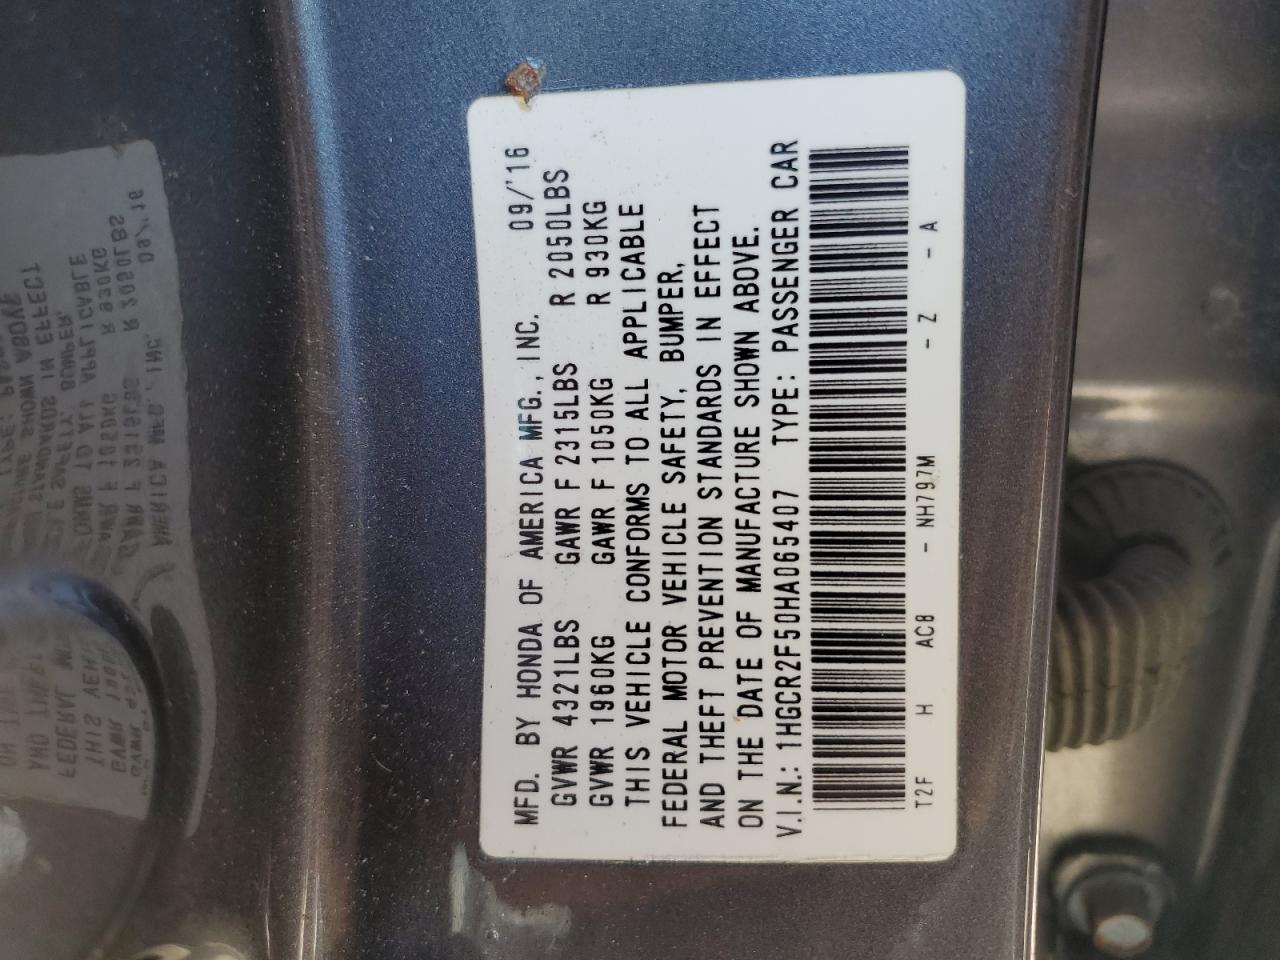 MFD. BY HONDA OF AMERICA MFG., INC. 09/'16
GVWR 4321LBS GAWR F 2315LBS R 2050LBS
GVWR 1960KG GAWR F 1050KG R 930KG
THIS VEHICLE CONFORMS TO ALL APPLICABLE
FEDERAL MOTOR VEHICLE SAFETY, BUMPER,
AND THEFT PREVENTION STANDARDS IN EFFECT
ON THE DATE OF MANUFACTURE SHOWN ABOVE.
V.I.N.: 1HGCR2F50HA065407 TYPE: PASSENGER CAR
T2F H AC8 - NH797M - Z - A